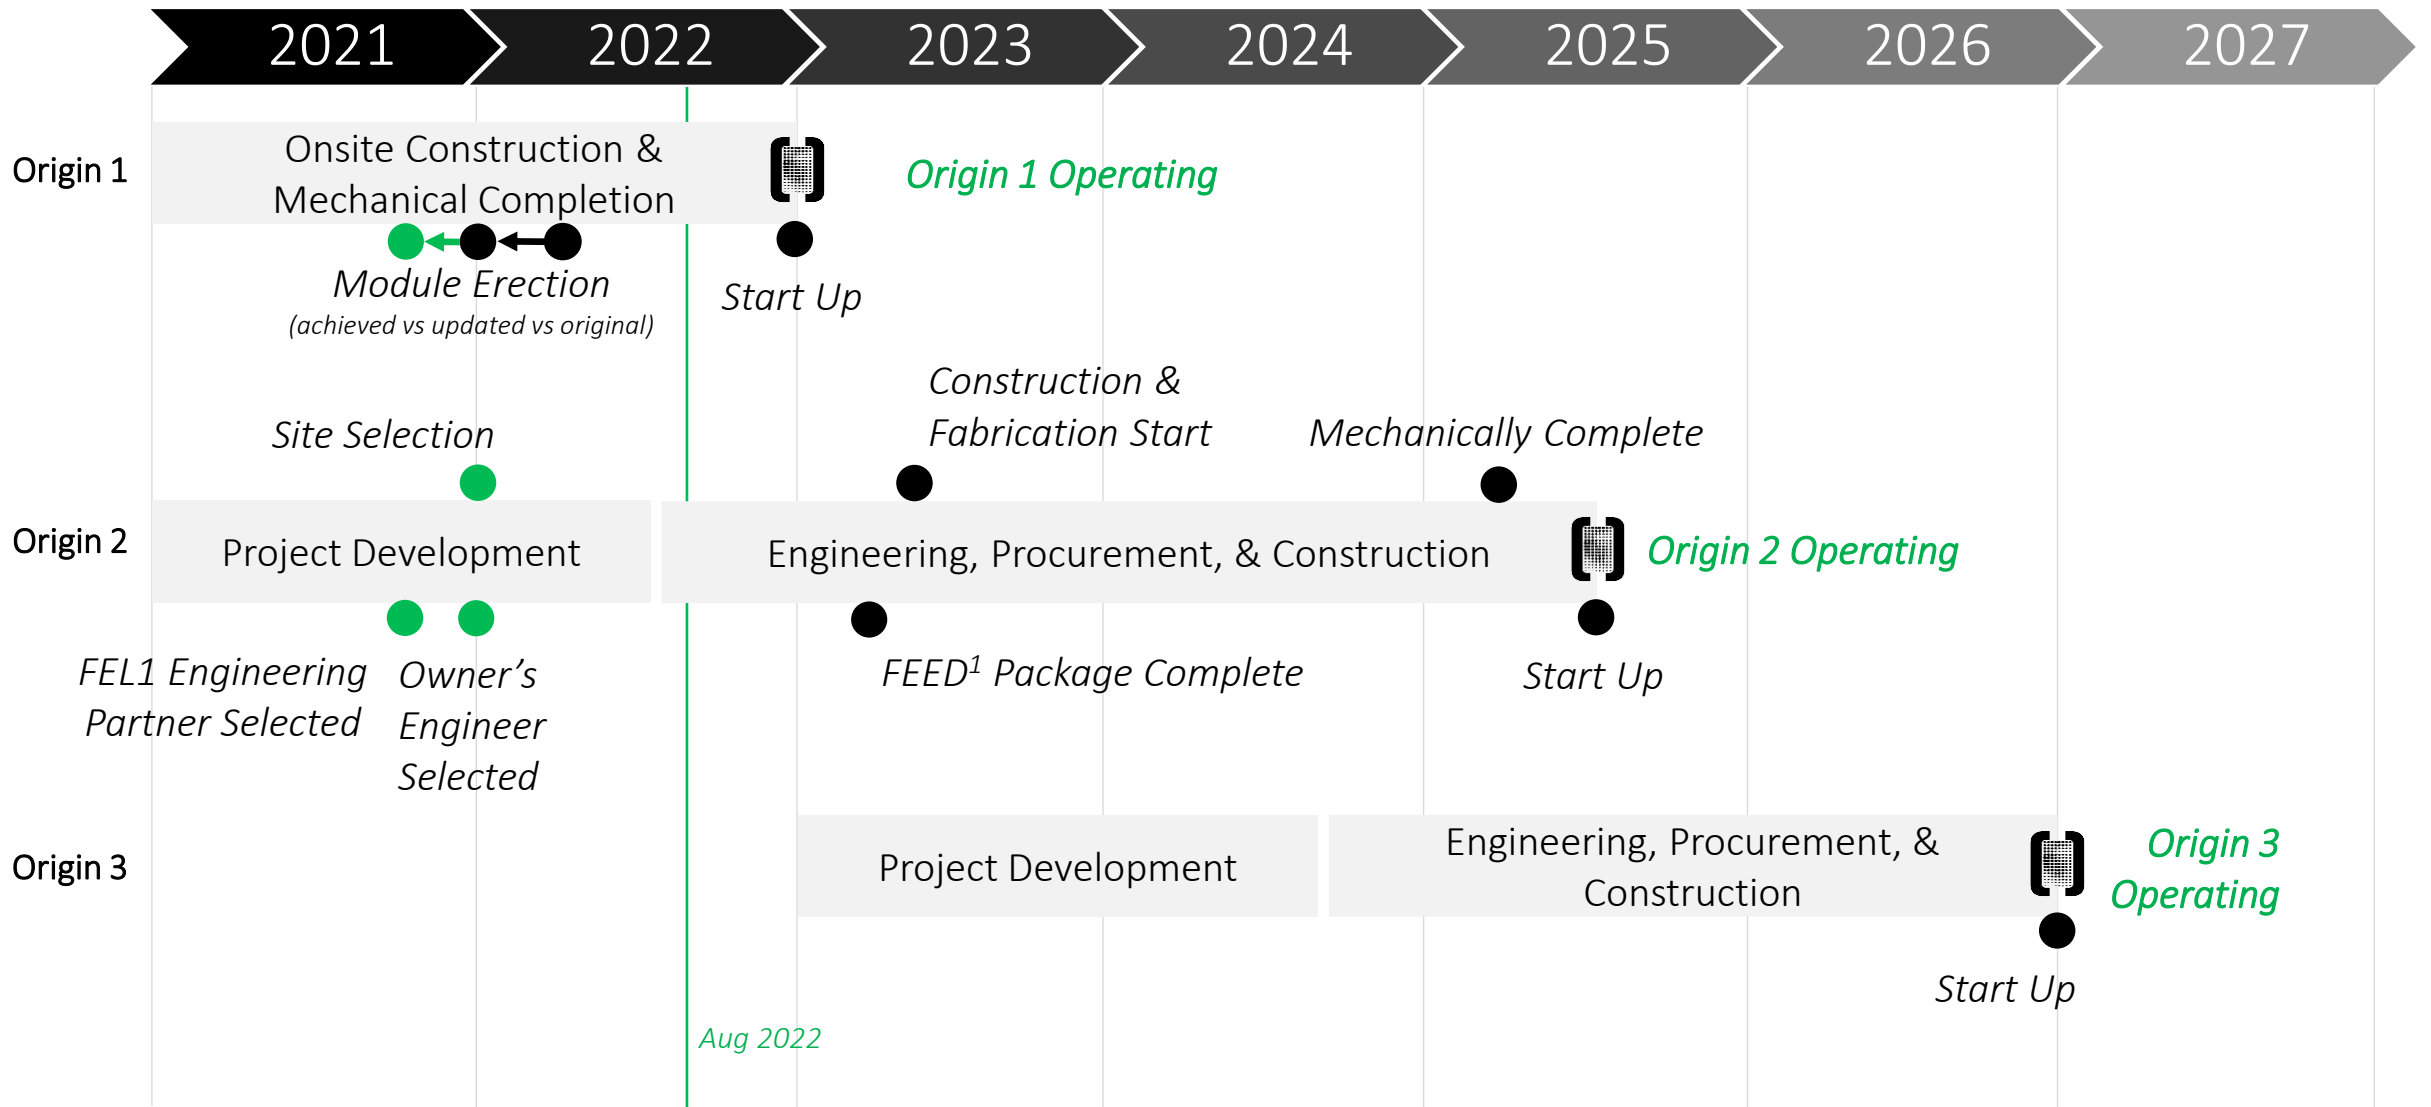 2021 2022 2023 2024 2025 2026 2027
Origin 1
Onsite Construction &
Mechanical Completion
Origin 1 Operating
Module Erection
(achieved vs updated vs original)
Start Up
Site Selection
Construction &
Fabrication Start
Mechanically Complete
Origin 2
Project Development
Engineering, Procurement, & Construction
Origin 2 Operating
FEL1 Engineering
Partner Selected
Owner’s
Engineer
Selected
FEED¹ Package Complete
Start Up
Origin 3
Project Development
Engineering, Procurement, &
Construction
Origin 3
Operating
Start Up
Aug 2022